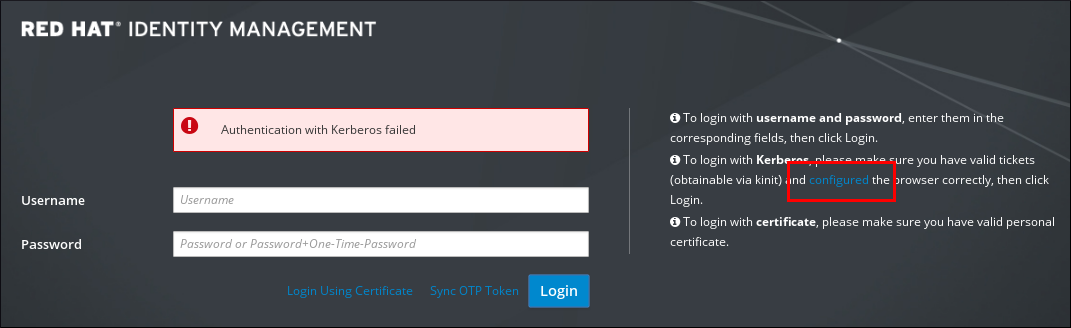 RED HAT® IDENTITY MANAGEMENT
Authentication with Kerberos failed
Username
Username
Password
Password or Password+One-Time-Password
Login Using Certificate
Sync OTP Token
Login
To login with username and password, enter them in the
corresponding fields, then click Login.
To login with Kerberos, please make sure you have valid tickets
(obtainable via kinit) and configured the browser correctly, then click
Login.
To login with certificate, please make sure you have valid personal
certificate.